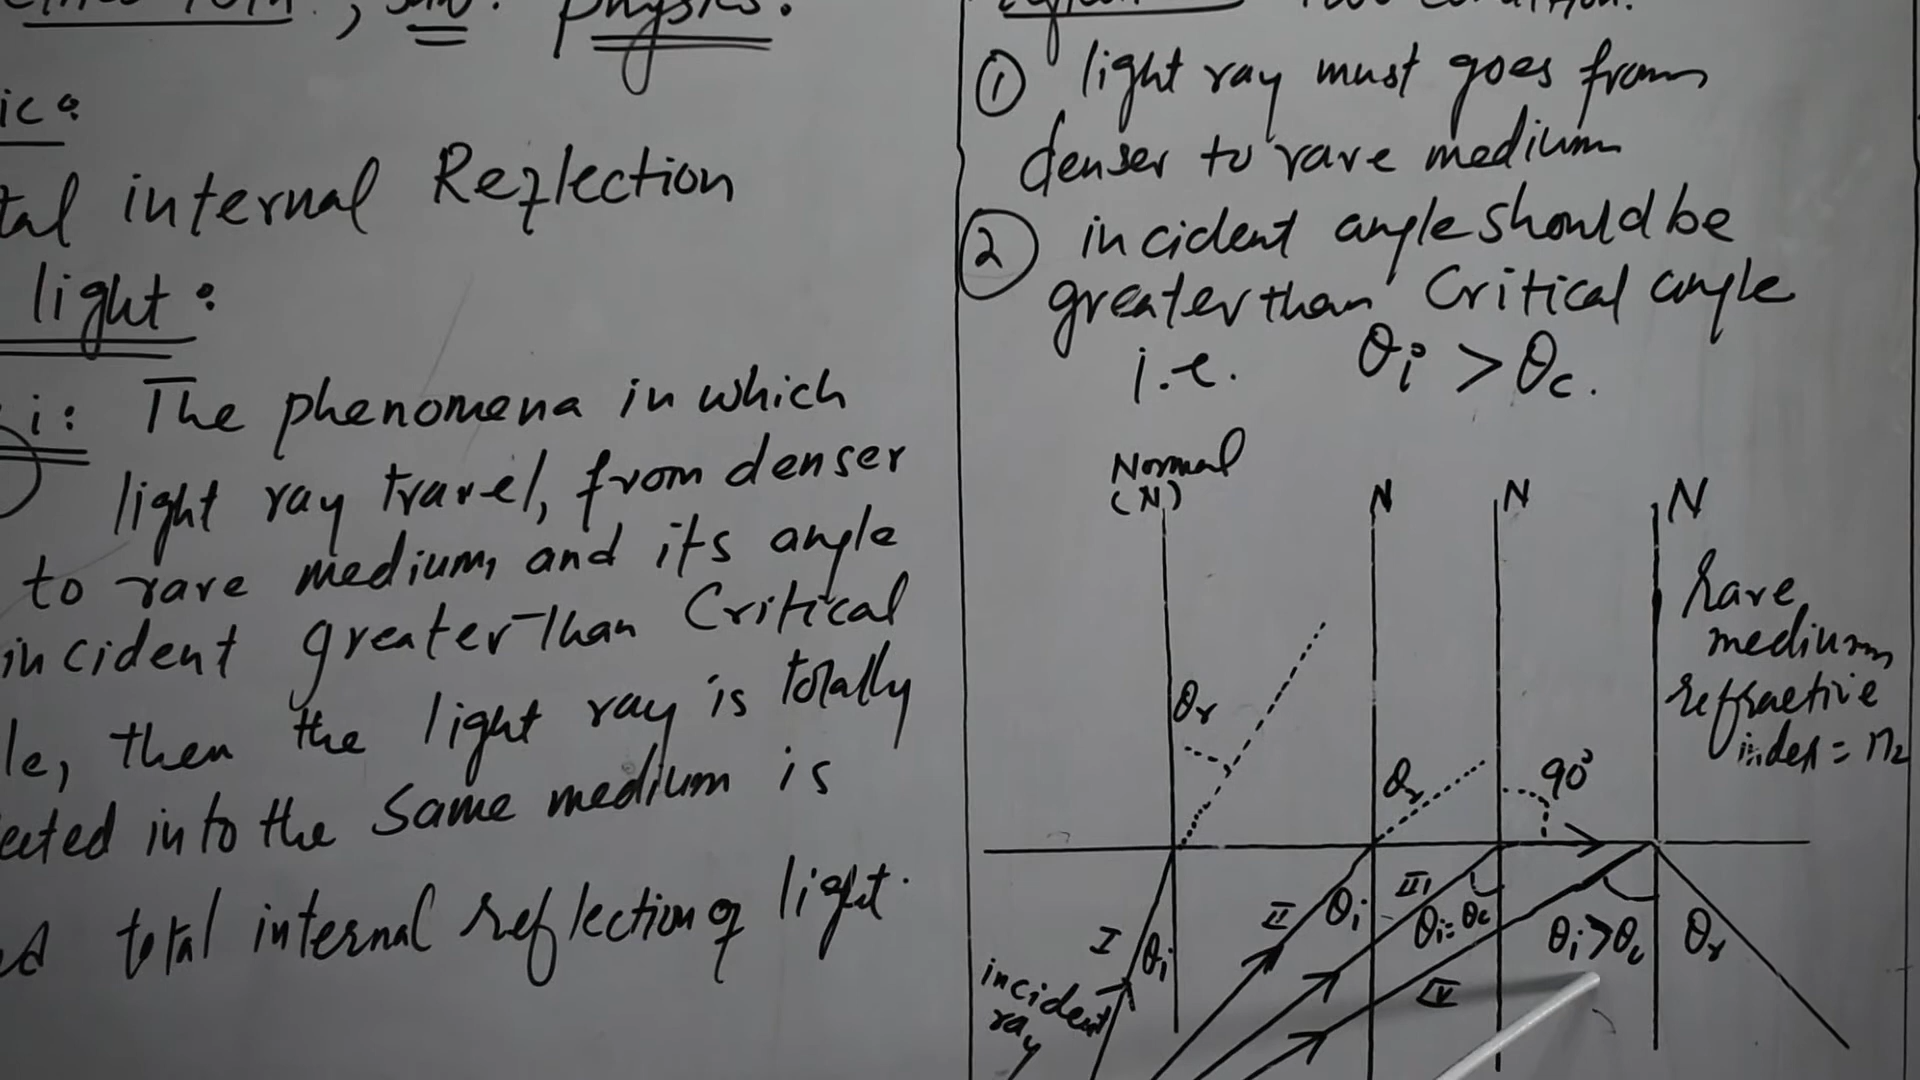 physics.
tal internal Reflection
light:
i: The phenomena in which
light ray travel, from denser
to rare medium, and its angle
incident greater than Critical
le, then the light ray is totally
ected into the Same medium is
ed total internal reflection of light.
condition.
① light ray must goes from
denser to rare medium
② incident angle should be
greater than Critical angle
i.e. θi > θc.
Normal
(N)
N
N
N
rare
medium
refractive
index = n2
θr
θr
90°
I
θi
II
θi
III
θi = θc
IV
θi > θc
θr
incident
ray